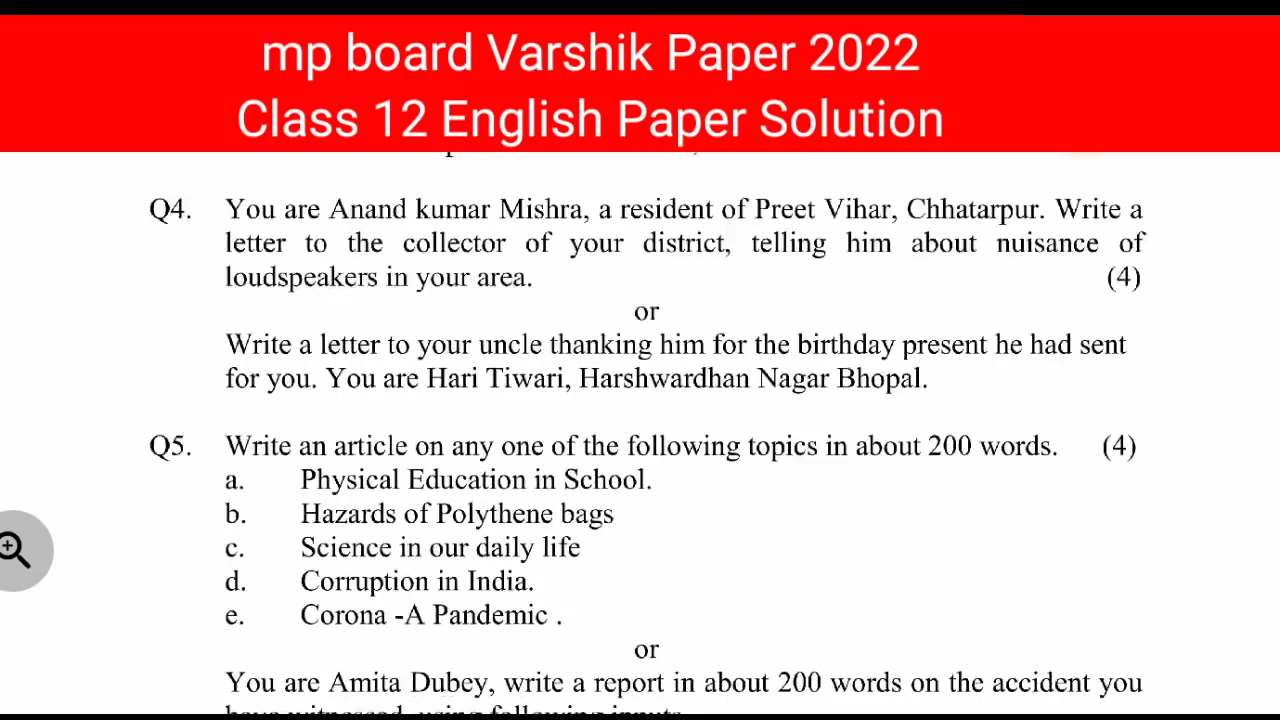 mp board Varshik Paper 2022
Class 12 English Paper Solution
Q4. You are Anand kumar Mishra, a resident of Preet Vihar, Chhatarpur. Write a
letter to the collector of your district, telling him about nuisance of
loudspeakers in your area. (4)
or
Write a letter to your uncle thanking him for the birthday present he had sent
for you. You are Hari Tiwari, Harshwardhan Nagar Bhopal.
Q5. Write an article on any one of the following topics in about 200 words. (4)
a. Physical Education in School.
b. Hazards of Polythene bags
c. Science in our daily life
d. Corruption in India.
e. Corona -A Pandemic .
or
You are Amita Dubey, write a report in about 200 words on the accident you
have witnessed, using following inputs